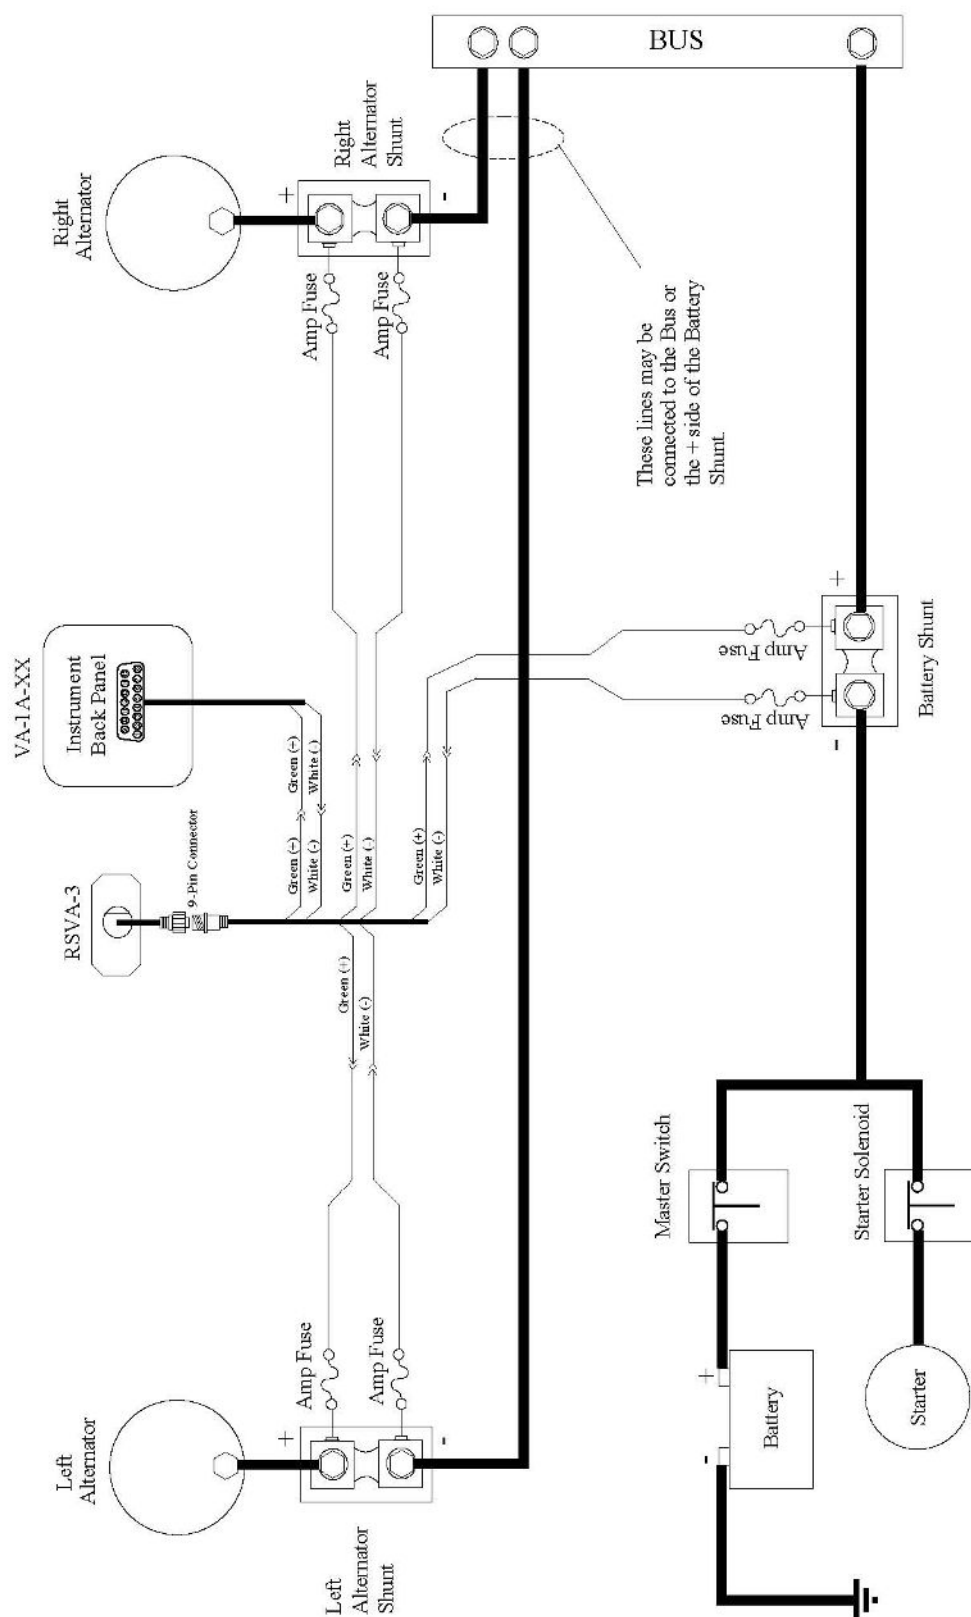 Left
Alternator
+
Left
Alternator
Shunt
-
Amp Fuse
Amp Fuse
RSVA-3
9-Pin Connector
VA-1A-XX
Instrument
Back Panel
Green (+)
White (-)
Green (+)
White (-)
Green (+)
White (-)
Green (+)
White (-)
Green (+)
White (-)
Right
Alternator
+
Right
Alternator
Shunt
-
Amp Fuse
Amp Fuse
BUS
These lines may be
connected to the Bus or
the + side of the Battery
Shunt.
Amp Fuse
Amp Fuse
-
+
Battery Shunt
Master Switch
Starter Solenoid
-
+
Battery
Starter